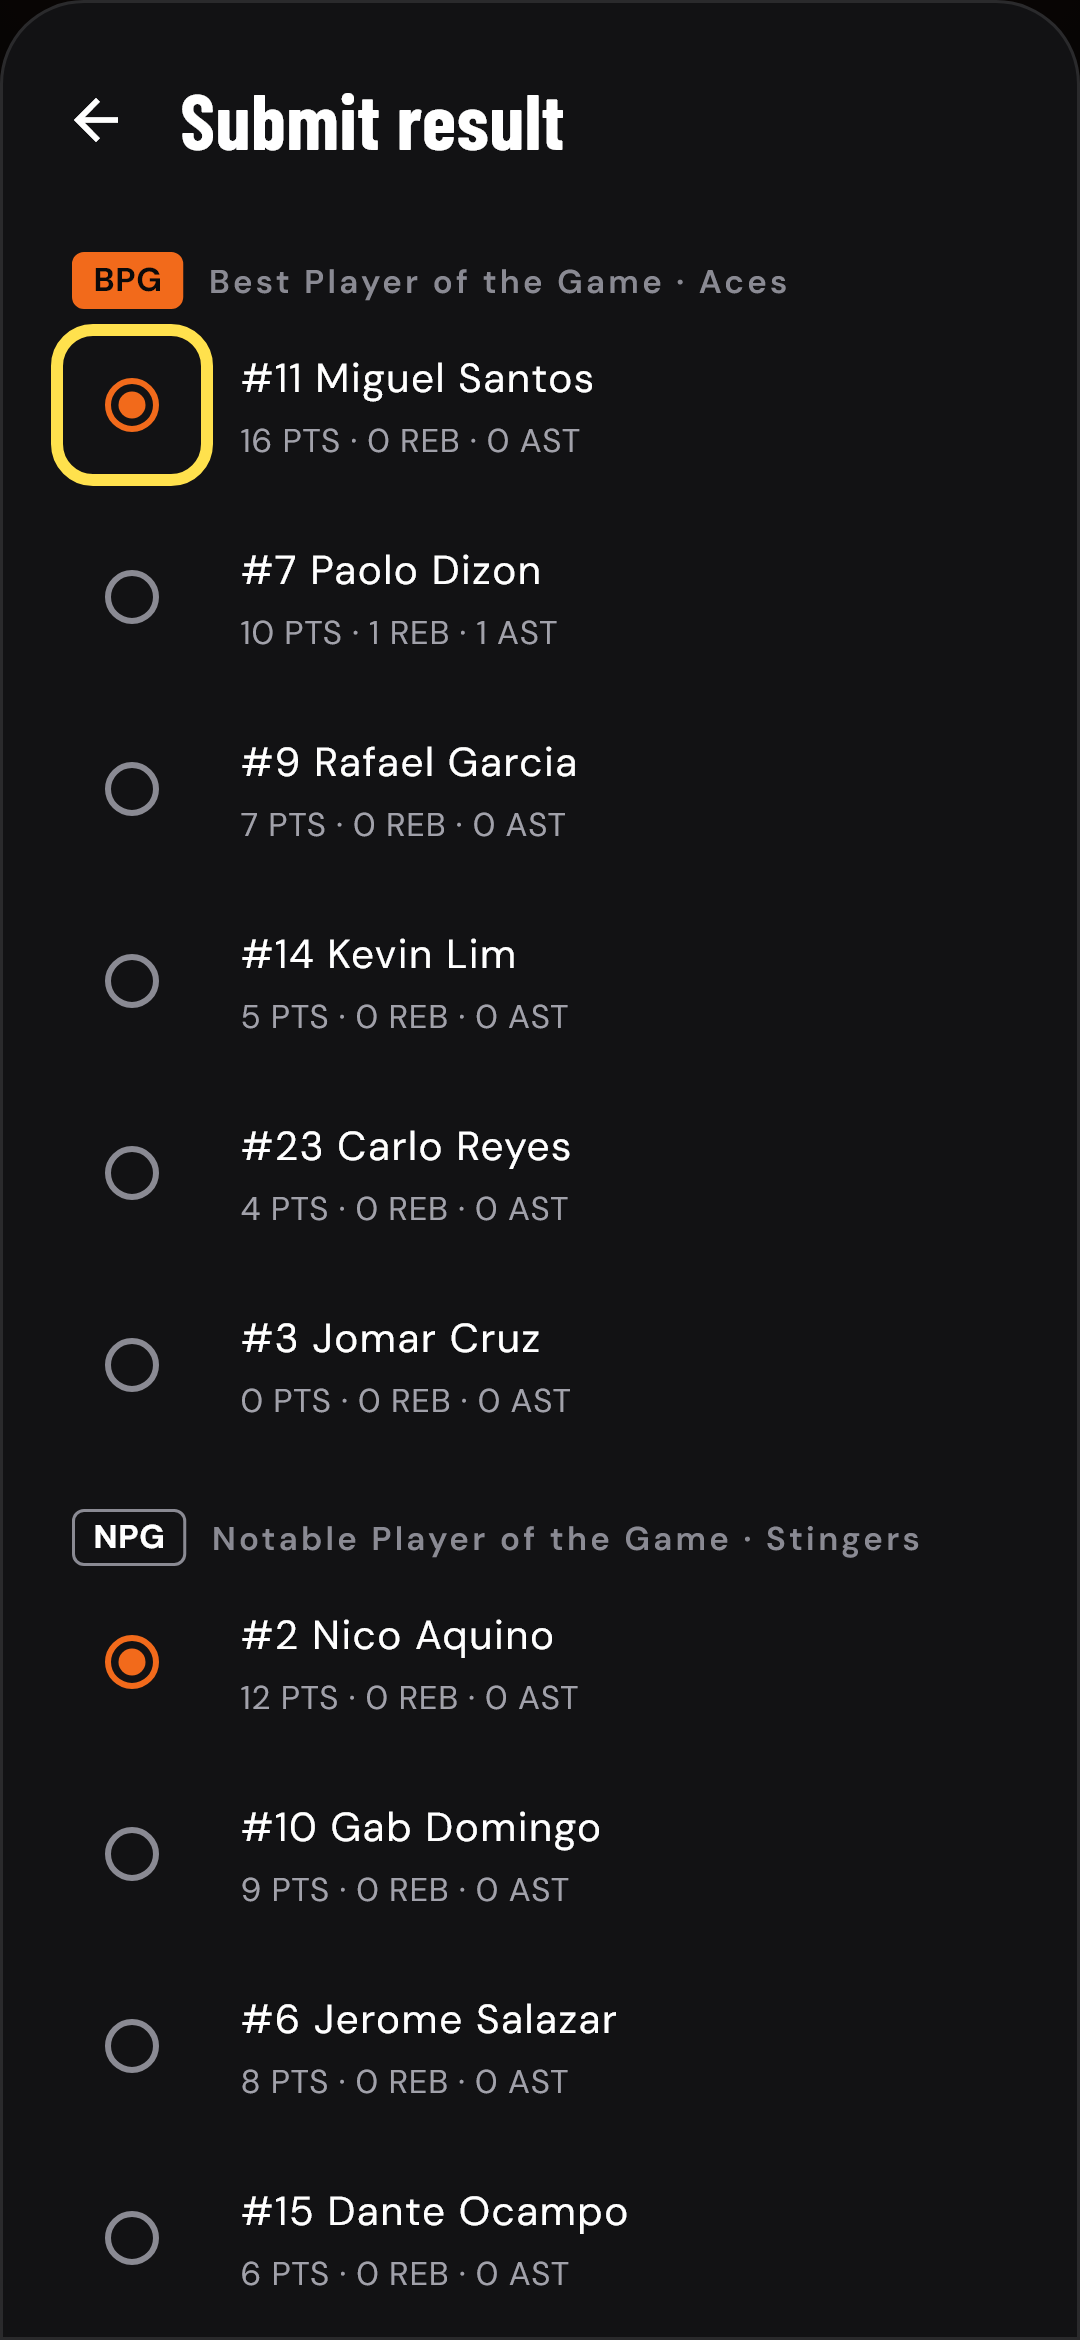 Submit result
BPG Best Player of the Game · Aces
#11 Miguel Santos
16 PTS · 0 REB · 0 AST
#7 Paolo Dizon
10 PTS · 1 REB · 1 AST
#9 Rafael Garcia
7 PTS · 0 REB · 0 AST
#14 Kevin Lim
5 PTS · 0 REB · 0 AST
#23 Carlo Reyes
4 PTS · 0 REB · 0 AST
#3 Jomar Cruz
0 PTS · 0 REB · 0 AST
NPG Notable Player of the Game · Stingers
#2 Nico Aquino
12 PTS · 0 REB · 0 AST
#10 Gab Domingo
9 PTS · 0 REB · 0 AST
#6 Jerome Salazar
8 PTS · 0 REB · 0 AST
#15 Dante Ocampo
6 PTS · 0 REB · 0 AST